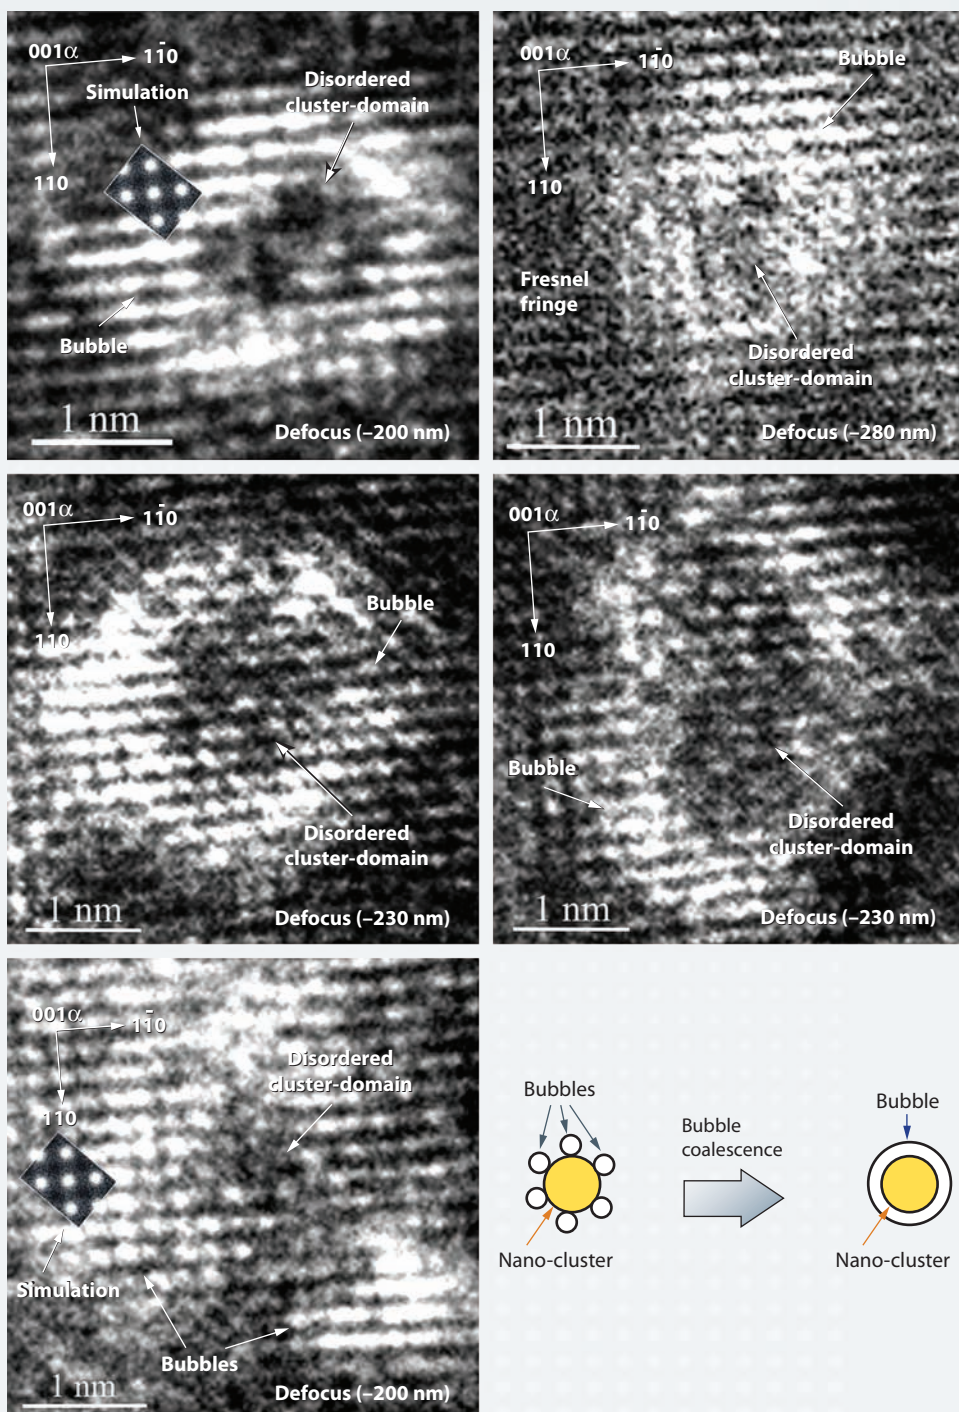 001α
11̄0
Disordered
cluster-domain
Simulation
110
Bubble
1 nm
Defocus (–200 nm)
001α
11̄0
Bubble
110
Fresnel
fringe
Disordered
cluster-domain
1 nm
Defocus (–280 nm)
001α
11̄0
Bubble
110
Disordered
cluster-domain
1 nm
Defocus (–230 nm)
001α
11̄0
110
Bubble
Disordered
cluster-domain
1 nm
Defocus (–230 nm)
001α
11̄0
Disordered
cluster-domain
110
Simulation
Bubbles
1 nm
Defocus (–200 nm)
Bubbles
Bubble
coalescence
Bubble
Nano-cluster
Nano-cluster